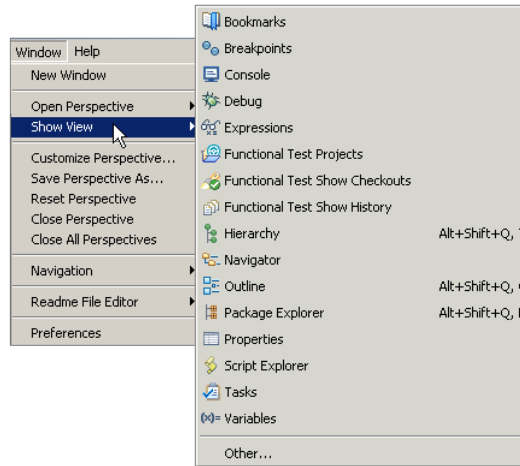 Window Help
New Window
Open Perspective
Show View
Customize Perspective...
Save Perspective As...
Reset Perspective
Close Perspective
Close All Perspectives
Navigation
Readme File Editor
Preferences
Bookmarks
Breakpoints
Console
Debug
Expressions
Functional Test Projects
Functional Test Show Checkouts
Functional Test Show History
Hierarchy Alt+Shift+Q,
Navigator
Outline Alt+Shift+Q,
Package Explorer Alt+Shift+Q,
Properties
Script Explorer
Tasks
(x)= Variables
Other...